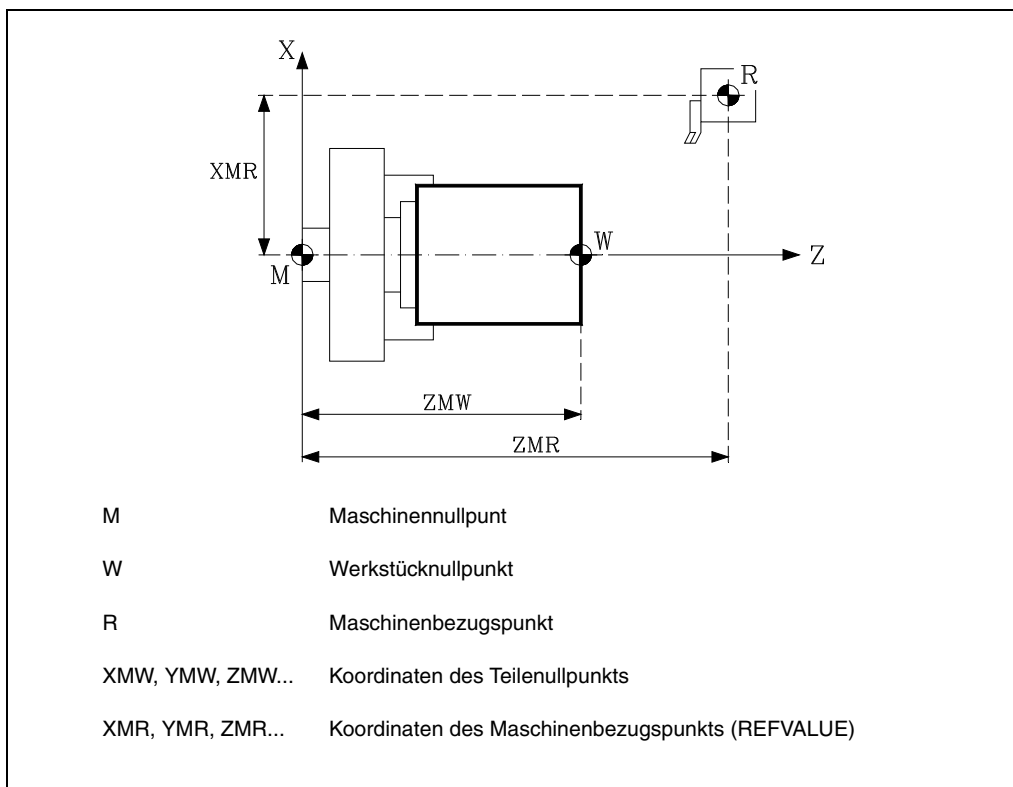 X
R
XMR
W
Z
M
ZMW
ZMR
M Maschinennullpunt
W Werkstücknullpunkt
R Maschinenbezugspunkt
XMW, YMW, ZMW... Koordinaten des Teilenullpunkts
XMR, YMR, ZMR... Koordinaten des Maschinenbezugspunkts (REFVALUE)